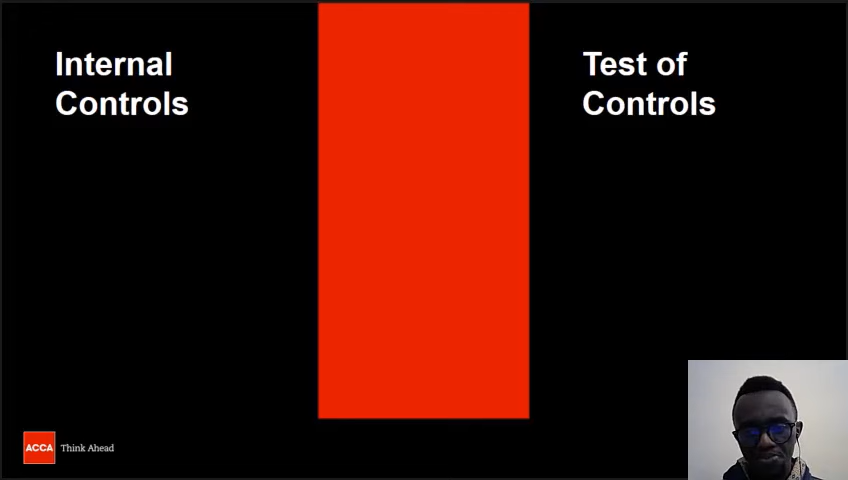 Internal
Controls
Test of
Controls
ACCA
Think Ahead